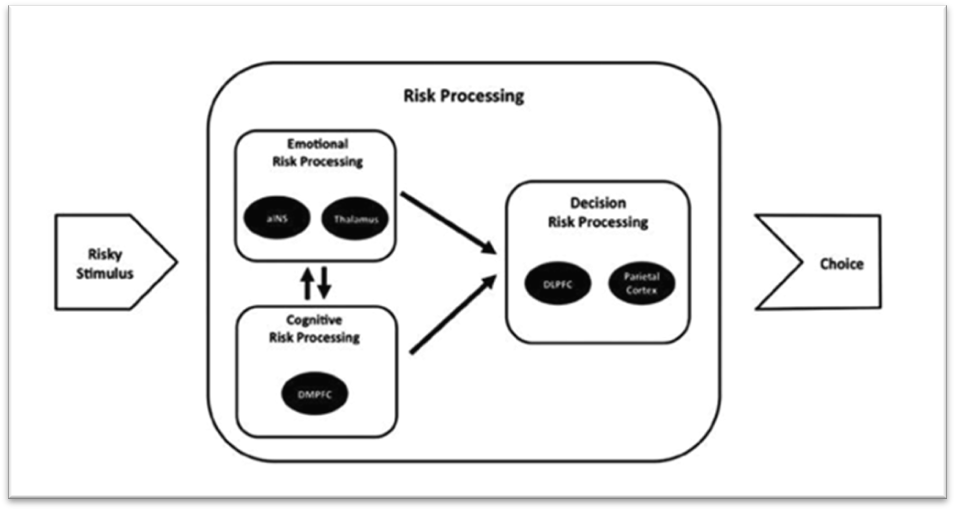 Risk Processing
Emotional
Risk Processing
aINS
Thalamus
Risky
Stimulus
Cognitive
Risk Processing
DMPFC
Decision
Risk Processing
DLPFC
Parietal
Cortex
Choice